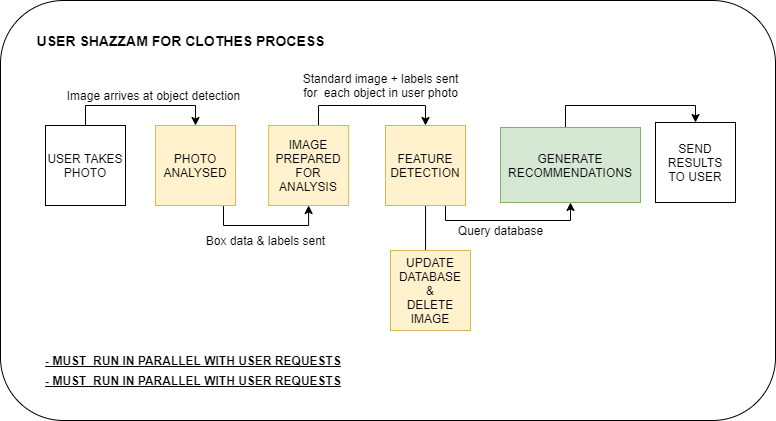 USER SHAZZAM FOR CLOTHES PROCESS
Image arrives at object detection
Standard image + labels sent
for each object in user photo
USER TAKES
PHOTO
PHOTO
ANALYSED
IMAGE
PREPARED
FOR
ANALYSIS
FEATURE
DETECTION
GENERATE
RECOMMENDATIONS
SEND
RESULTS
TO USER
Box data & labels sent
Query database
UPDATE
DATABASE
&
DELETE
IMAGE
- MUST RUN IN PARALLEL WITH USER REQUESTS
- MUST RUN IN PARALLEL WITH USER REQUESTS